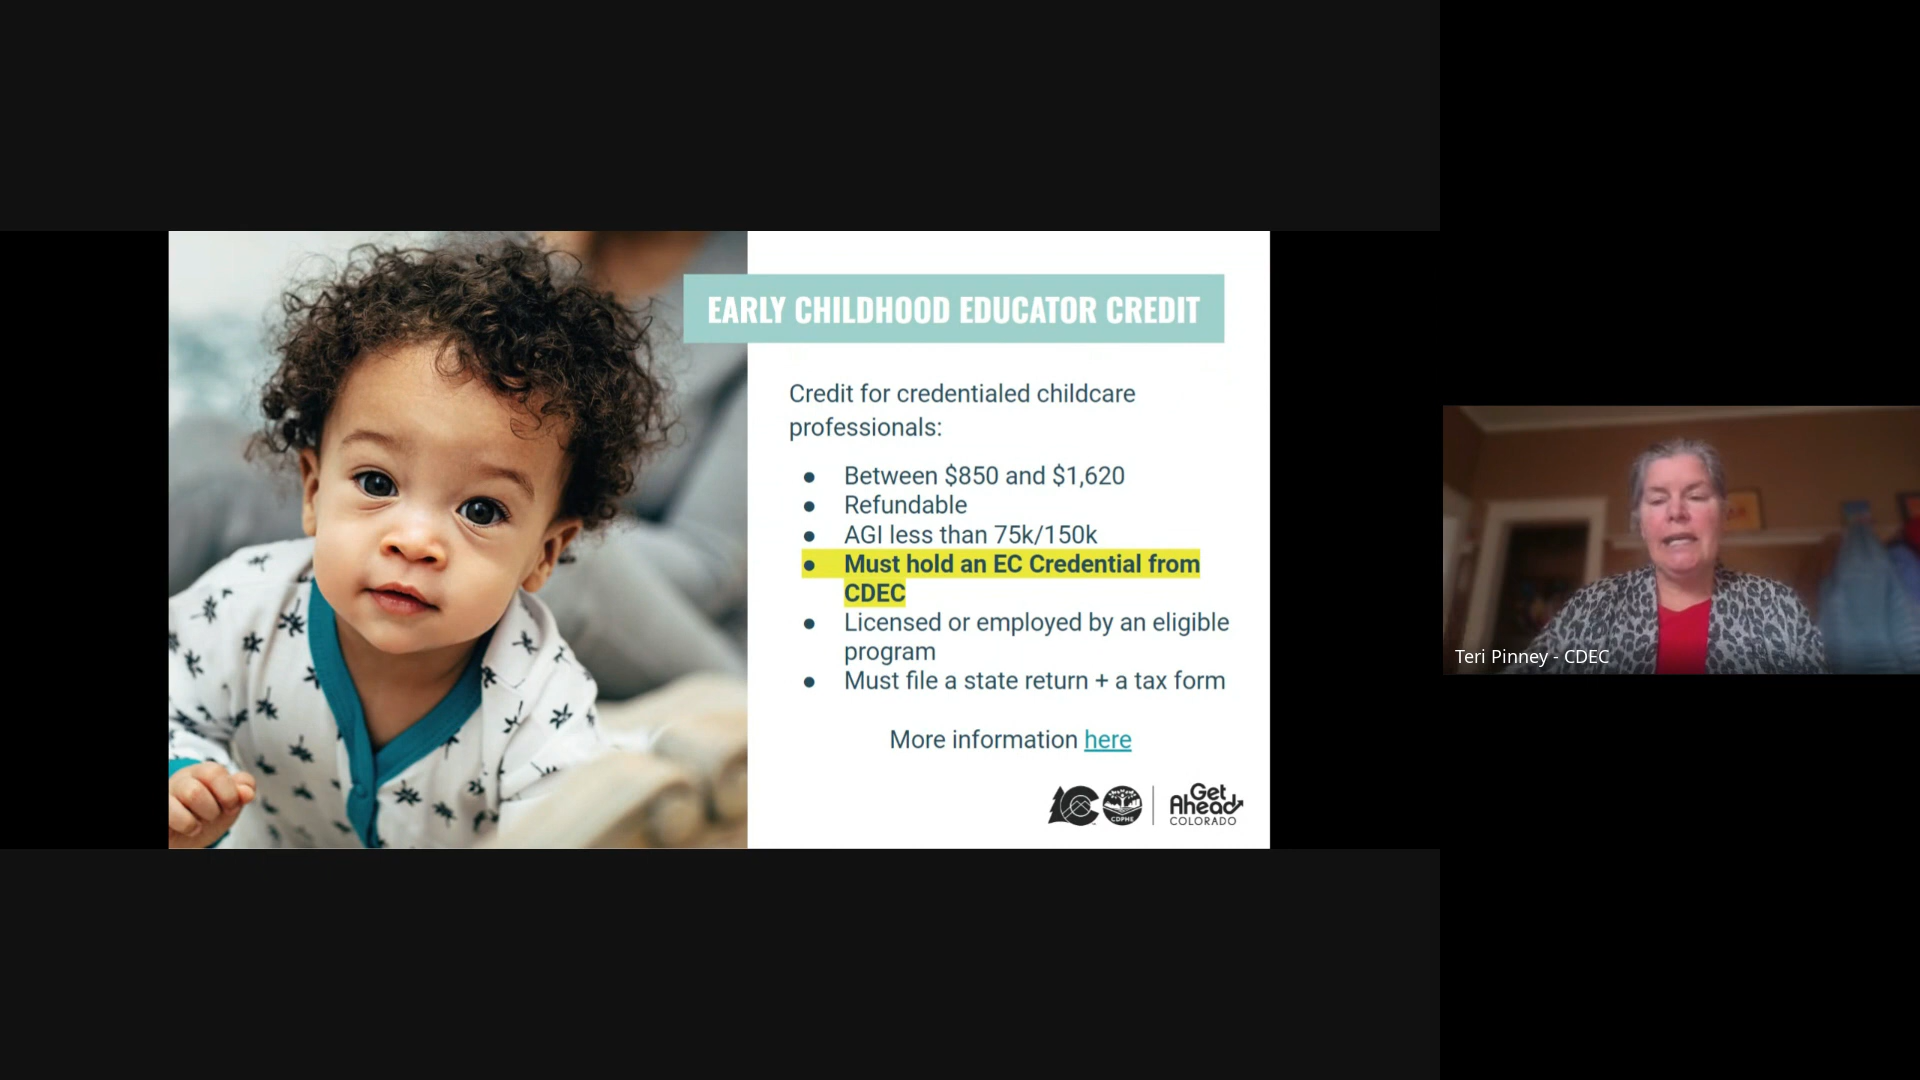 EARLY CHILDHOOD EDUCATOR CREDIT
Credit for credentialed childcare
professionals:
● Between $850 and $1,620
● Refundable
● AGI less than 75k/150k
● Must hold an EC Credential from
CDEC
● Licensed or employed by an eligible
program
● Must file a state return + a tax form
More information here
CDPHE
Get
Ahead
COLORADO
Teri Pinney - CDEC